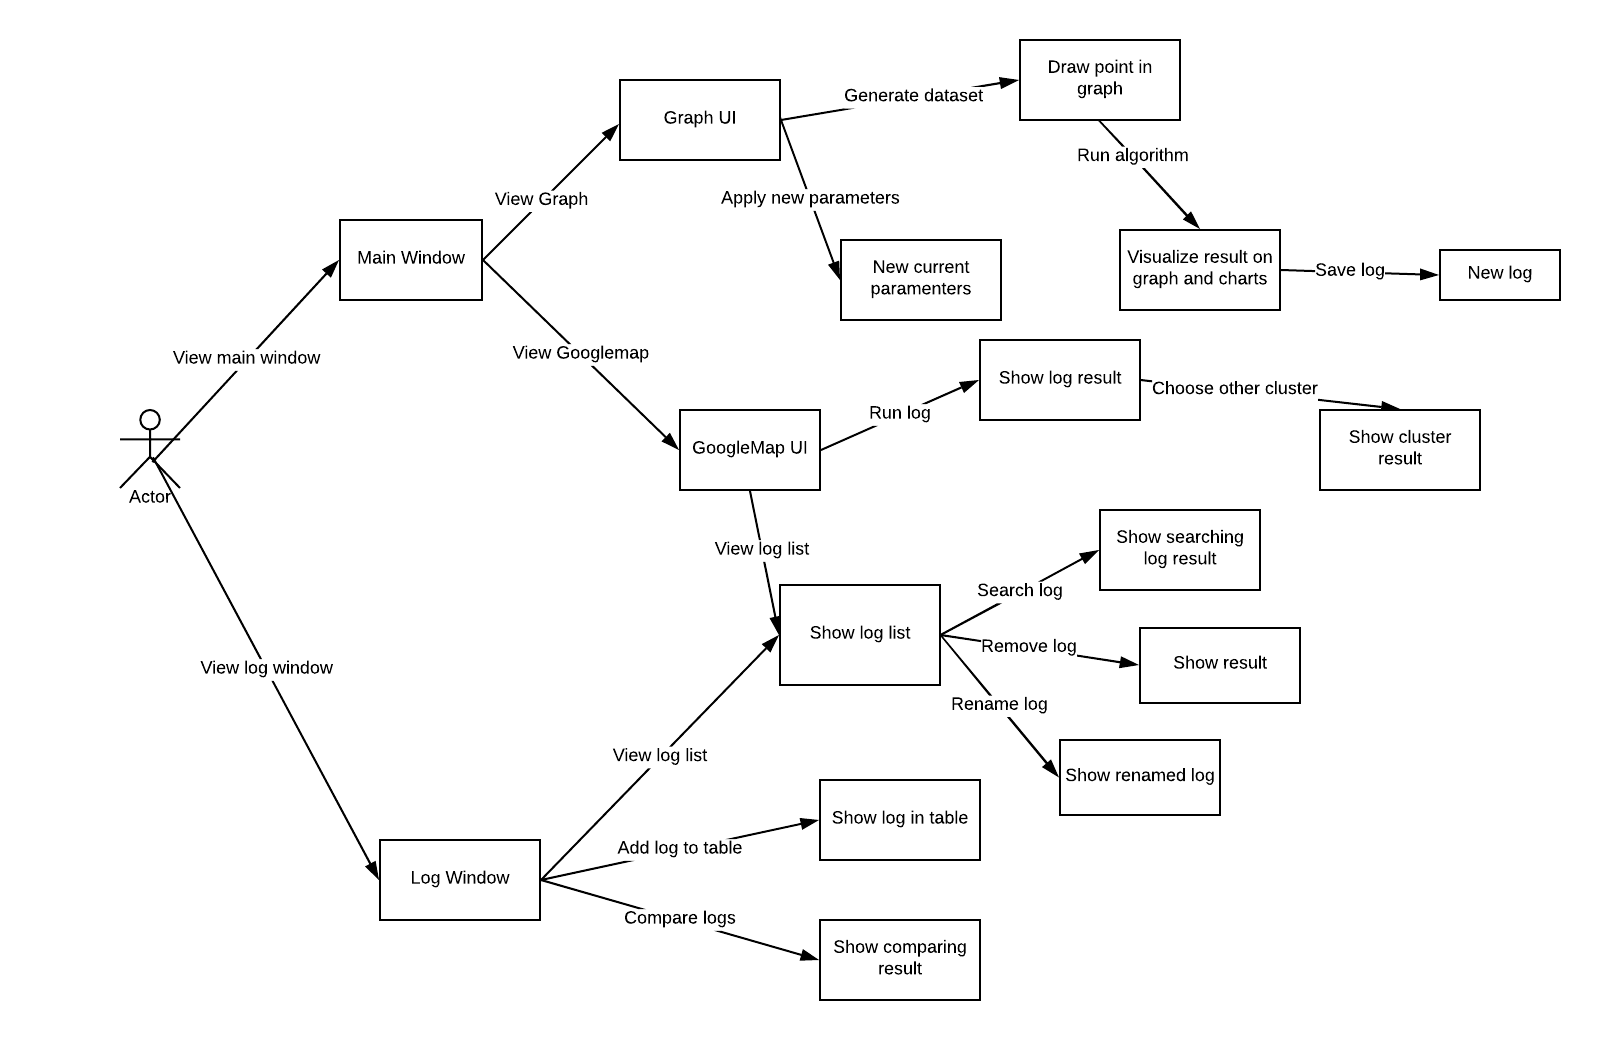 Draw point in
graph
Graph UI
Generate dataset
Run algorithm
View Graph
Apply new parameters
Main Window
New current
paramenters
Visualize result on
graph and charts
Save log
New log
View main window
View Googlemap
Show log result
Choose other cluster
Run log
GoogleMap UI
Show cluster
result
Actor
View log list
Show searching
log result
Search log
Show log list
Remove log
Show result
View log window
Rename log
View log list
Show renamed log
Show log in table
Add log to table
Log Window
Compare logs
Show comparing
result